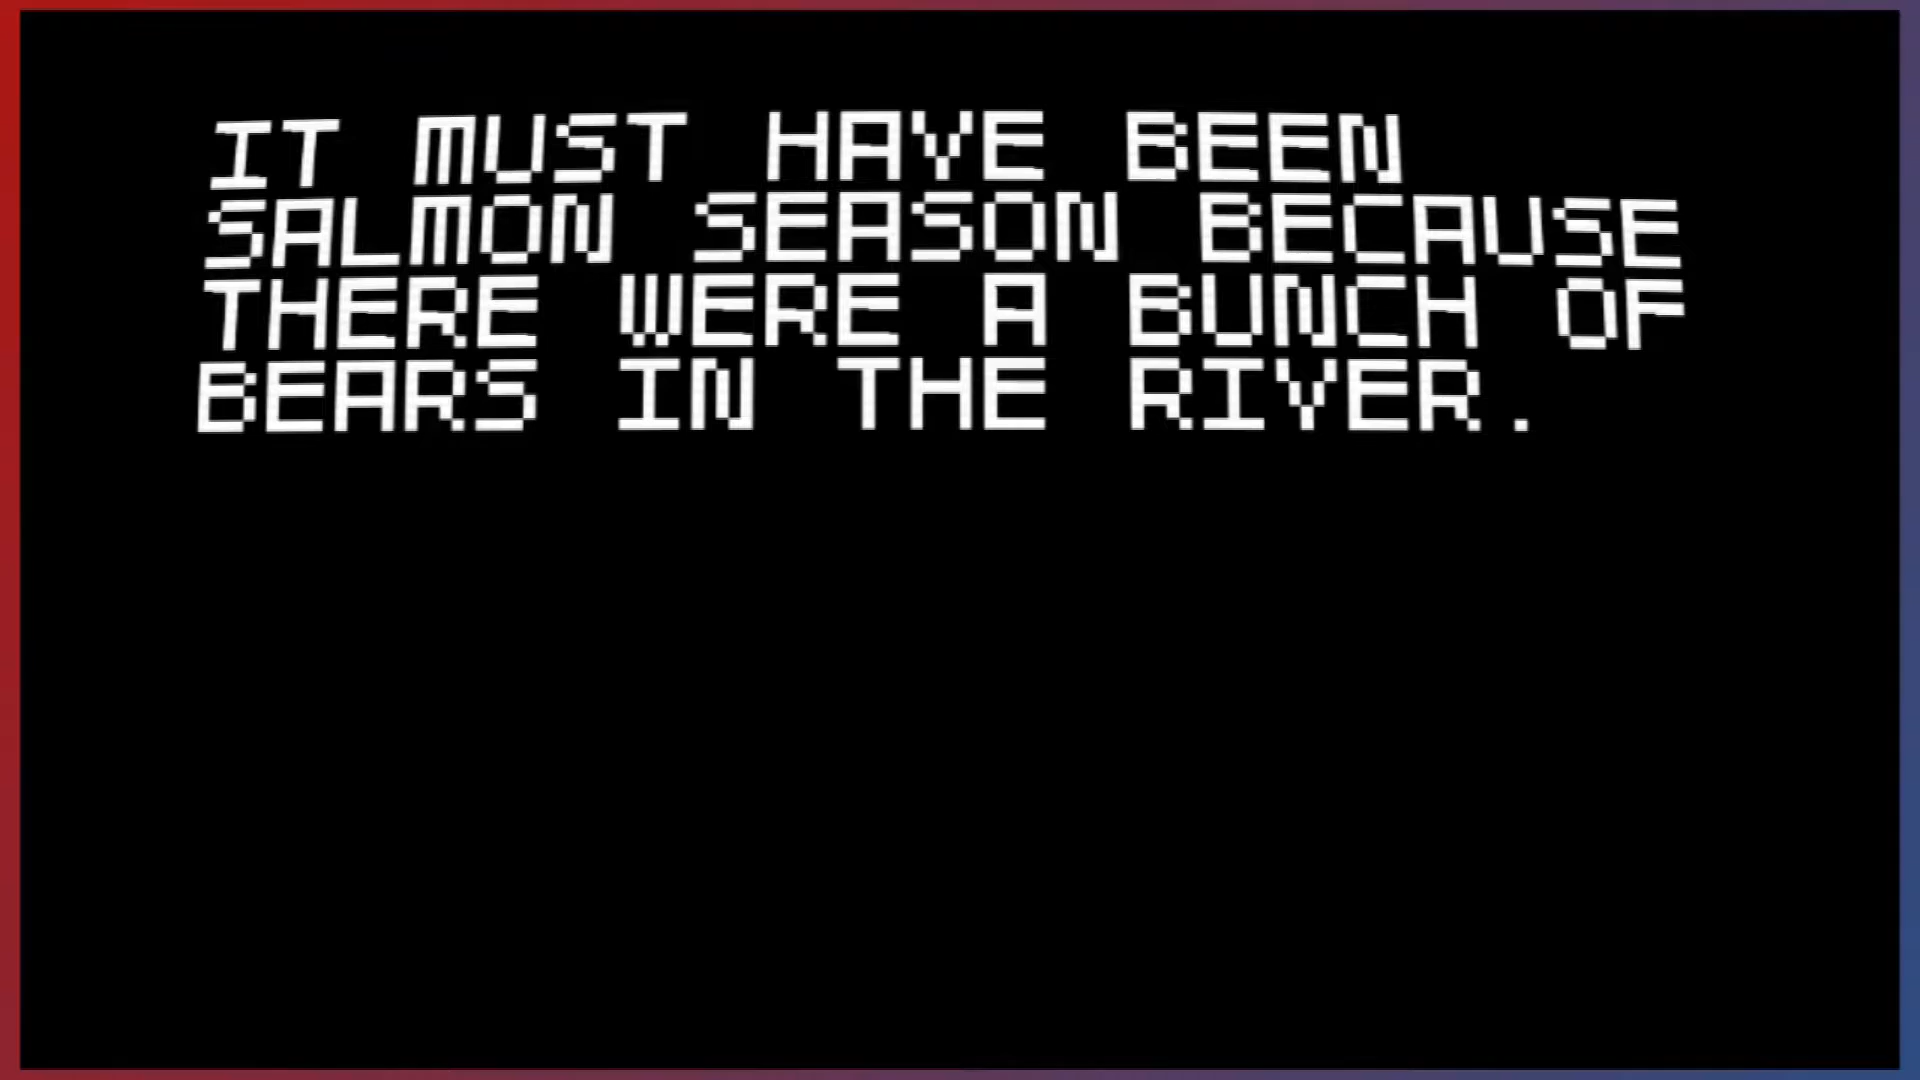 IT MUST HAVE BEEN
SALMON SEASON BECAUSE
THERE WERE A BUNCH OF
BEARS IN THE RIVER.